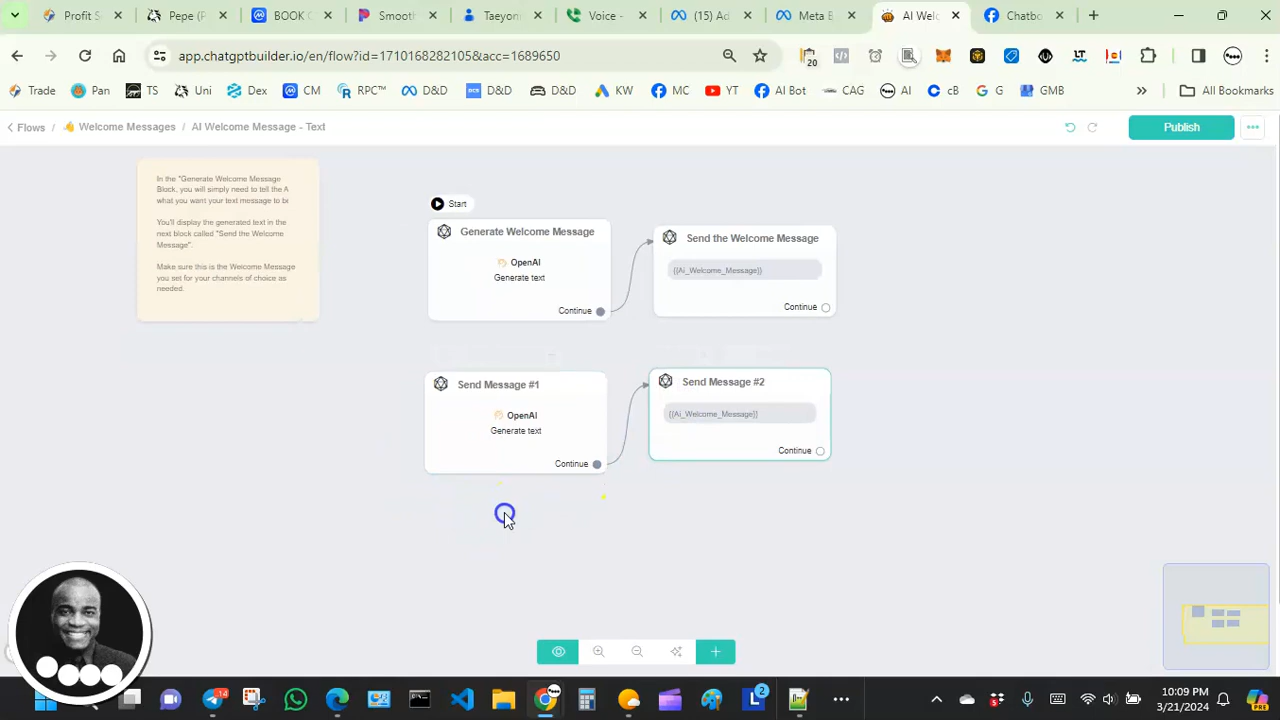 Profit S
Pepe (
BOOK (
Smooth
Taeyon
Voice -
(15) Ad
Meta B
AI Welc
Chatbo
app.chatgptbuilder.io/en/flow?id=1710168282105&acc=1689650
20
Trade
Pan
TS
Uni
Dex
CM
RPC™
D&D
D&D
D&D
KW
MC
YT
AI Bot
CAG
AI
cB
G
GMB
All Bookmarks
Flows / 👋 Welcome Messages / AI Welcome Message - Text
Publish
In the "Generate Welcome Message
Block, you will simply need to tell the A
what you want your text message to be
You'll display the generated text in the
next block called "Send the Welcome
Message".
Make sure this is the Welcome Message
you set for your channels of choice as
needed.
Start
Generate Welcome Message
OpenAI
Generate text
Continue
Send the Welcome Message
{{Ai_Welcome_Message}}
Continue
Send Message #1
OpenAI
Generate text
Continue
Send Message #2
{{Ai_Welcome_Message}}
Continue
14
2
10:09 PM
3/21/2024
PRE